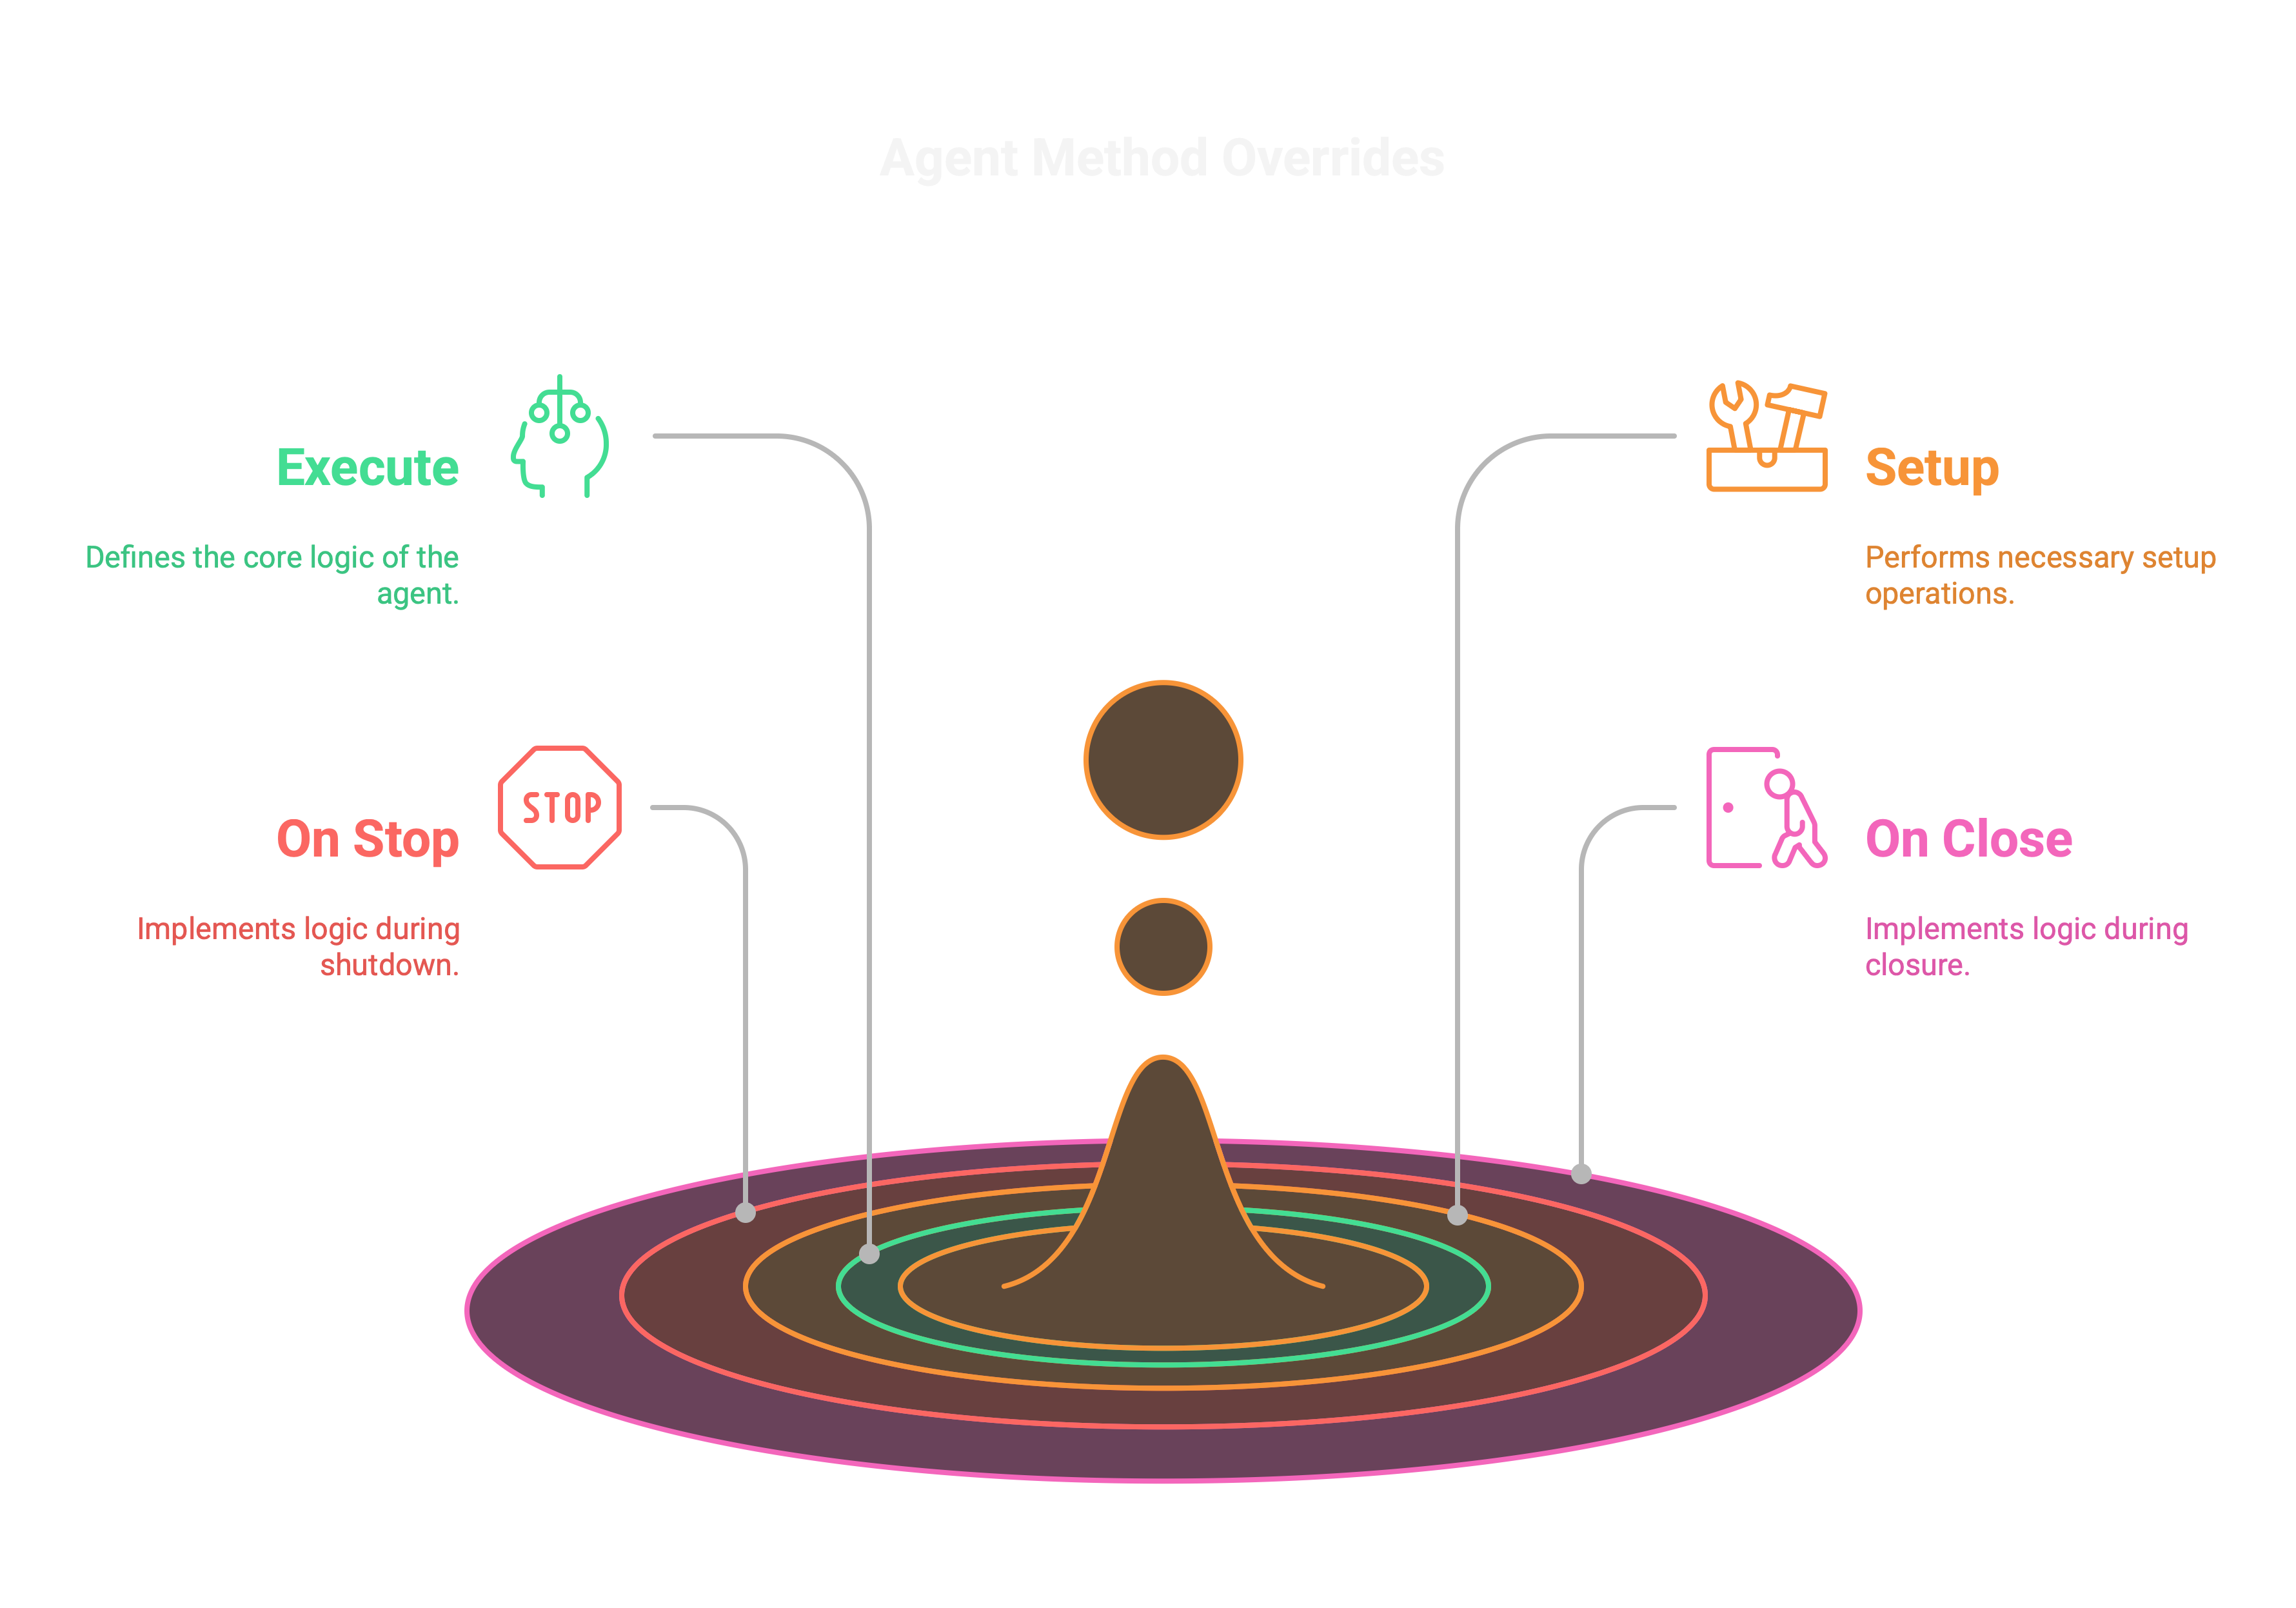 Agent Method Overrides
Execute
Defines the core logic of the
agent.
Setup
Performs necessary setup
operations.
STOP
On Stop
Implements logic during
shutdown.
On Close
Implements logic during
closure.